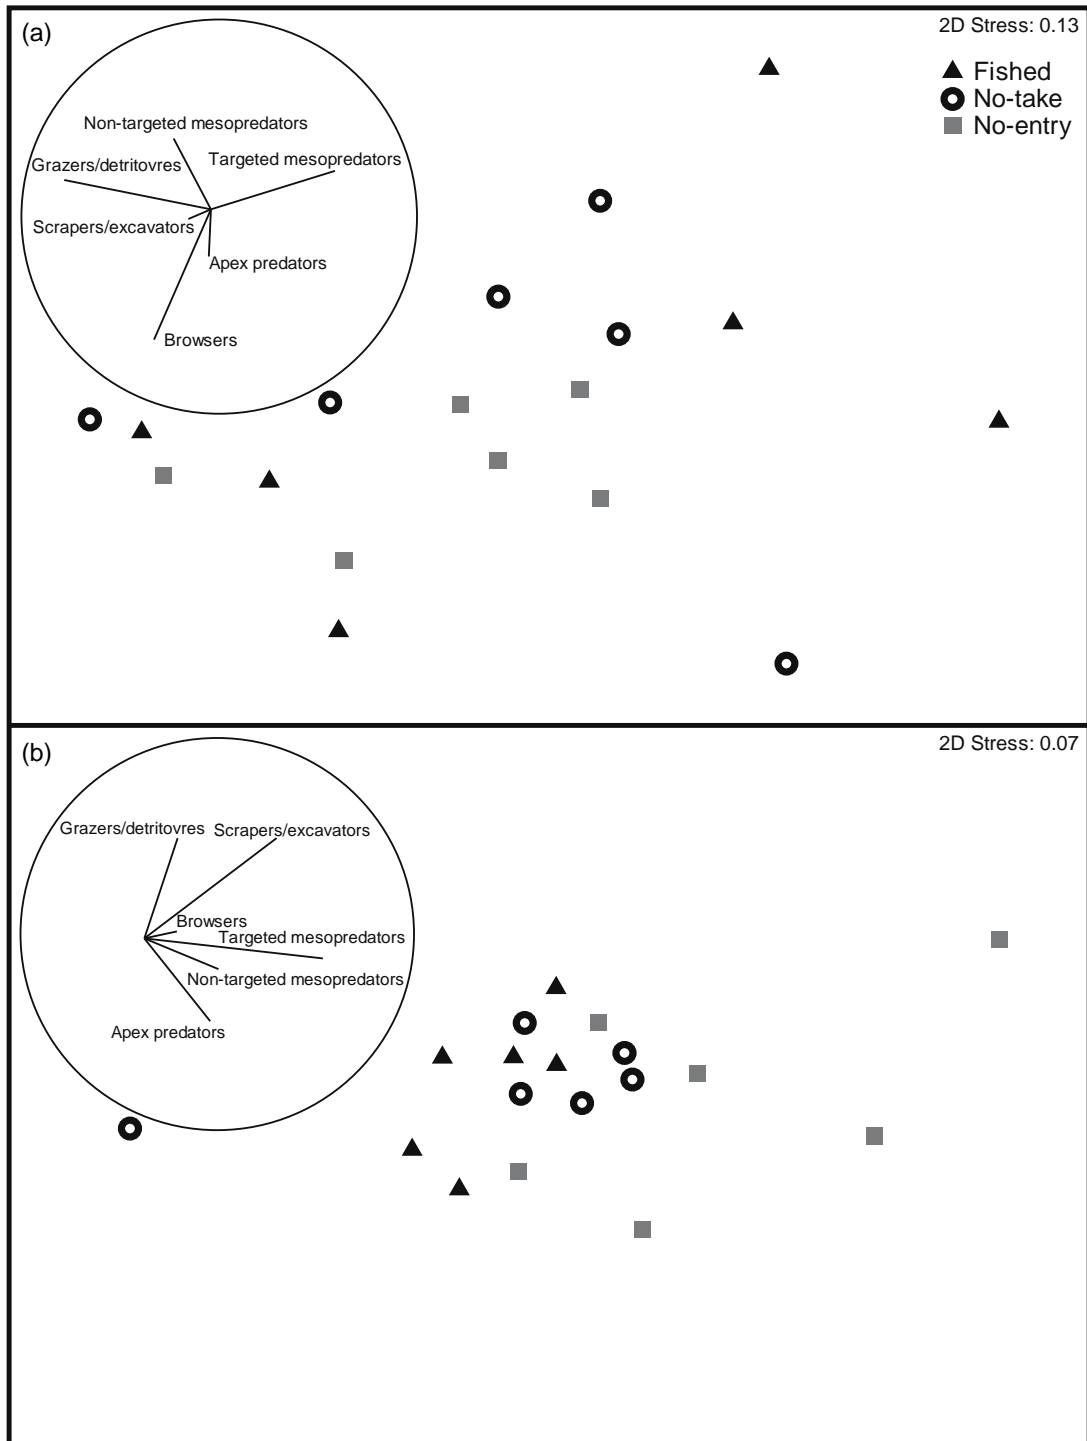 (a)
2D Stress: 0.13
Fished
No-take
No-entry
Non-targeted mesopredators
Targeted mesopredators
Grazers/detritovres
Scrapers/excavators
Apex predators
Browsers
(b)
2D Stress: 0.07
Grazers/detritovres
Scrapers/excavators
Browsers
Targeted mesopredators
Non-targeted mesopredators
Apex predators